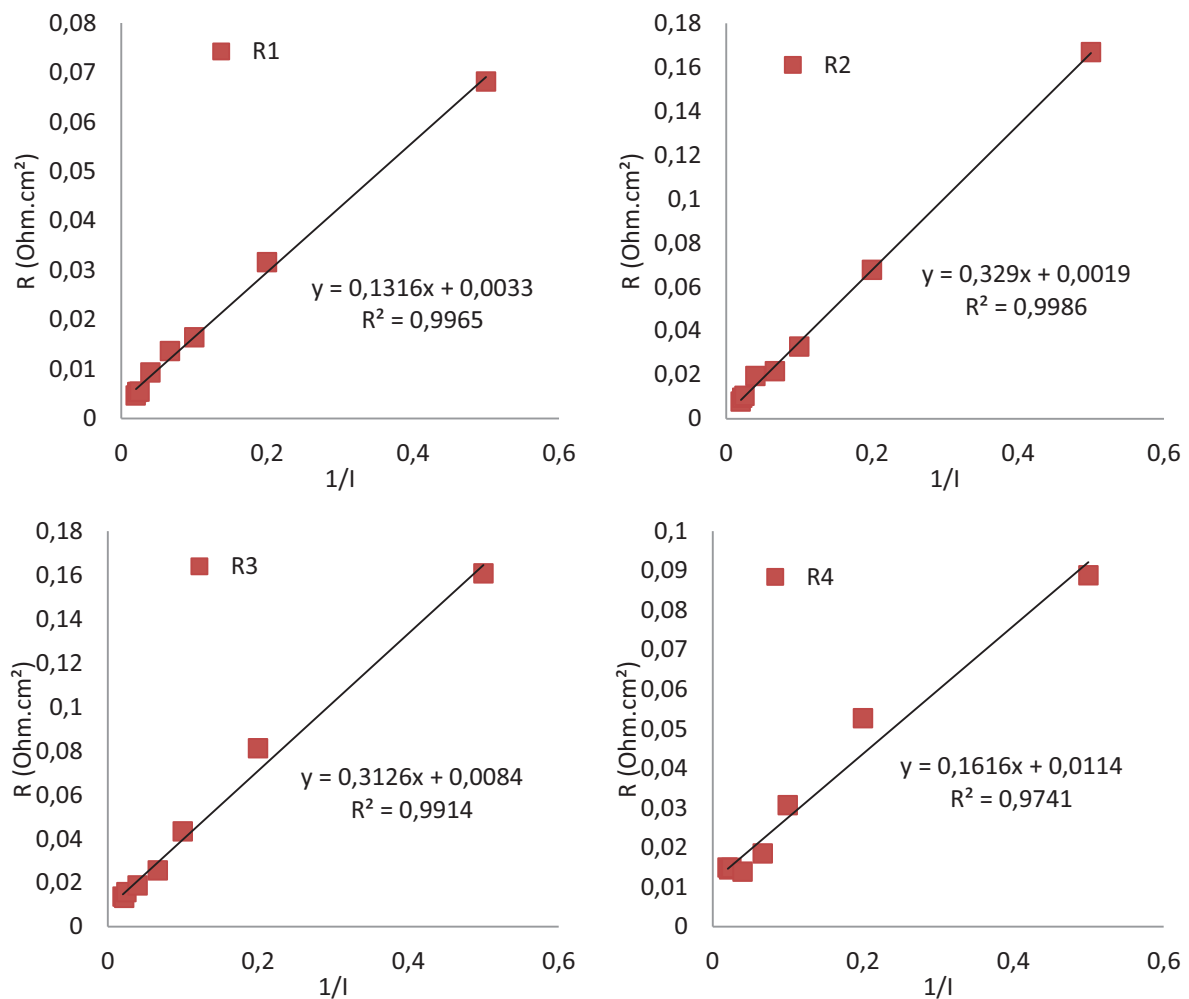 R1
R (Ohm.cm²)
0,08
0,07
0,06
0,05
0,04
0,03
0,02
0,01
0
y = 0,1316x + 0,0033
R² = 0,9965
0
0,2
0,4
0,6
1/I
R2
R (Ohm.cm²)
0,18
0,16
0,14
0,12
0,1
0,08
0,06
0,04
0,02
0
y = 0,329x + 0,0019
R² = 0,9986
0
0,2
0,4
0,6
1/I
R3
R (Ohm.cm²)
0,18
0,16
0,14
0,12
0,1
0,08
0,06
0,04
0,02
0
y = 0,3126x + 0,0084
R² = 0,9914
0
0,2
0,4
0,6
1/I
R4
R (Ohm.cm²)
0,1
0,09
0,08
0,07
0,06
0,05
0,04
0,03
0,02
0,01
0
y = 0,1616x + 0,0114
R² = 0,9741
0
0,2
0,4
0,6
1/I